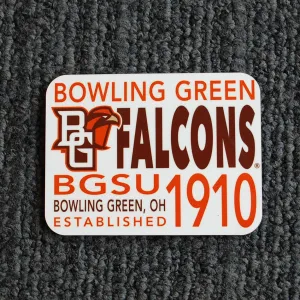 BOWLING GREEN
BG FALCONS®
BGSU 1910
BOWLING GREEN, OH
ESTABLISHED